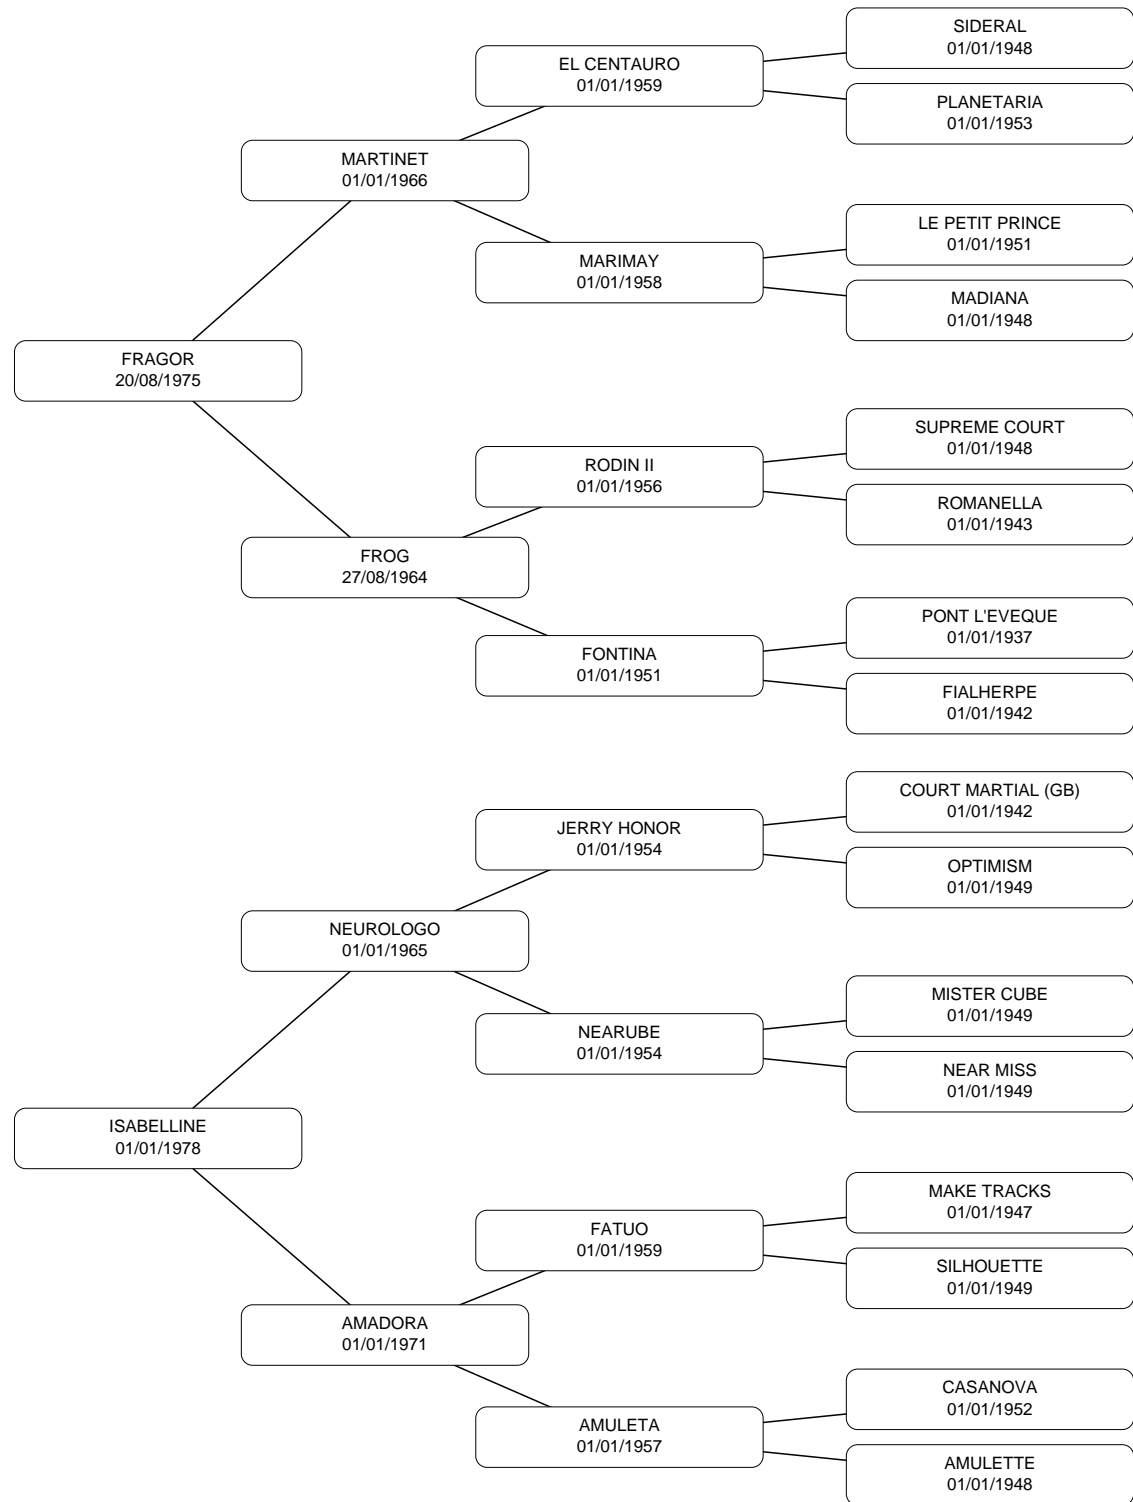 SIDERAL
01/01/1948
EL CENTAURO
01/01/1959
PLANETARIA
01/01/1953
MARTINET
01/01/1966
LE PETIT PRINCE
01/01/1951
MARIMAY
01/01/1958
MADIANA
01/01/1948
FRAGOR
20/08/1975
SUPREME COURT
01/01/1948
RODIN II
01/01/1956
ROMANELLA
01/01/1943
FROG
27/08/1964
PONT L'EVEQUE
01/01/1937
FONTINA
01/01/1951
FIALHERPE
01/01/1942
COURT MARTIAL (GB)
01/01/1942
JERRY HONOR
01/01/1954
OPTIMISM
01/01/1949
NEUROLOGO
01/01/1965
MISTER CUBE
01/01/1949
NEARUBE
01/01/1954
NEAR MISS
01/01/1949
ISABELLINE
01/01/1978
MAKE TRACKS
01/01/1947
FATUO
01/01/1959
SILHOUETTE
01/01/1949
AMADORA
01/01/1971
CASANOVA
01/01/1952
AMULETA
01/01/1957
AMULETTE
01/01/1948